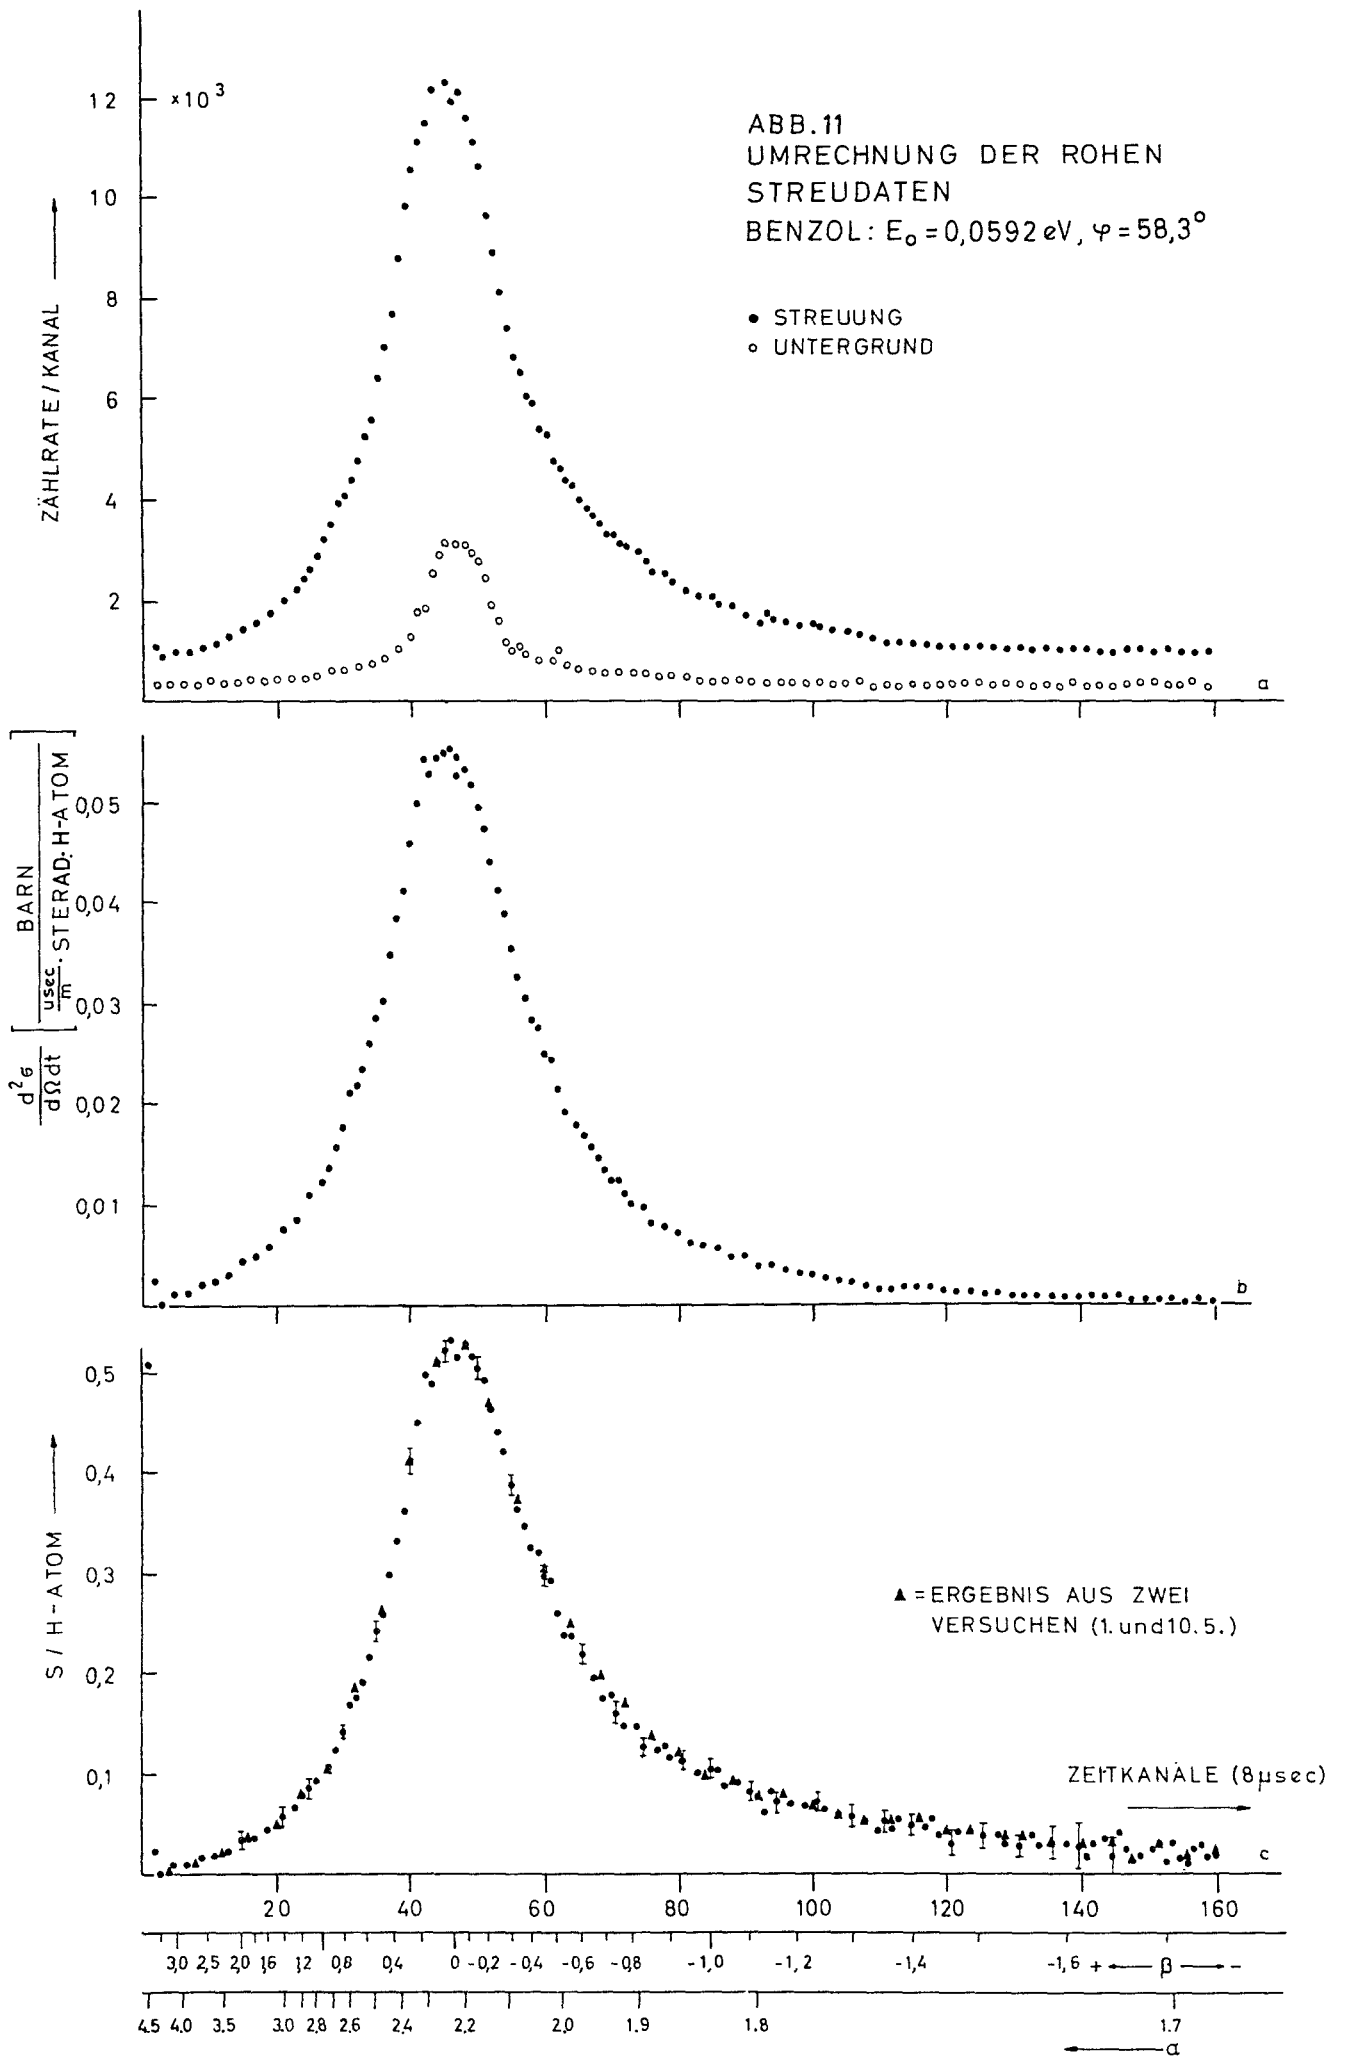 12
×10³
10
8
6
4
2
ZÄHLRATE / KANAL
ABB. 11
UMRECHNUNG DER ROHEN
STREUDATEN
BENZOL: E₀ = 0,0592 eV, φ = 58,3°
● STREUUNG
○ UNTERGRUND
a
0,05
0,04
0,03
0,02
0,01
d²σ
dΩdt
BARN
usec
m
· STERAD. H-ATOM
b
0,5
0,4
0,3
0,2
0,1
S / H-ATOM
▲ = ERGEBNIS AUS ZWEI
VERSUCHEN (1. und 10. 5.)
ZEITKANÄLE (8μsec)
c
20 40 60 80 100 120 140 160
3,0 2,5 2,0 1,6 1,2 0,8 0,4 0 -0,2 -0,4 -0,6 -0,8 -1,0 -1,2 -1,4 -1,6 + β -
4.5 4.0 3.5 3.0 2.8 2.6 2.4 2.2 2.0 1.9 1.8 1.7
α